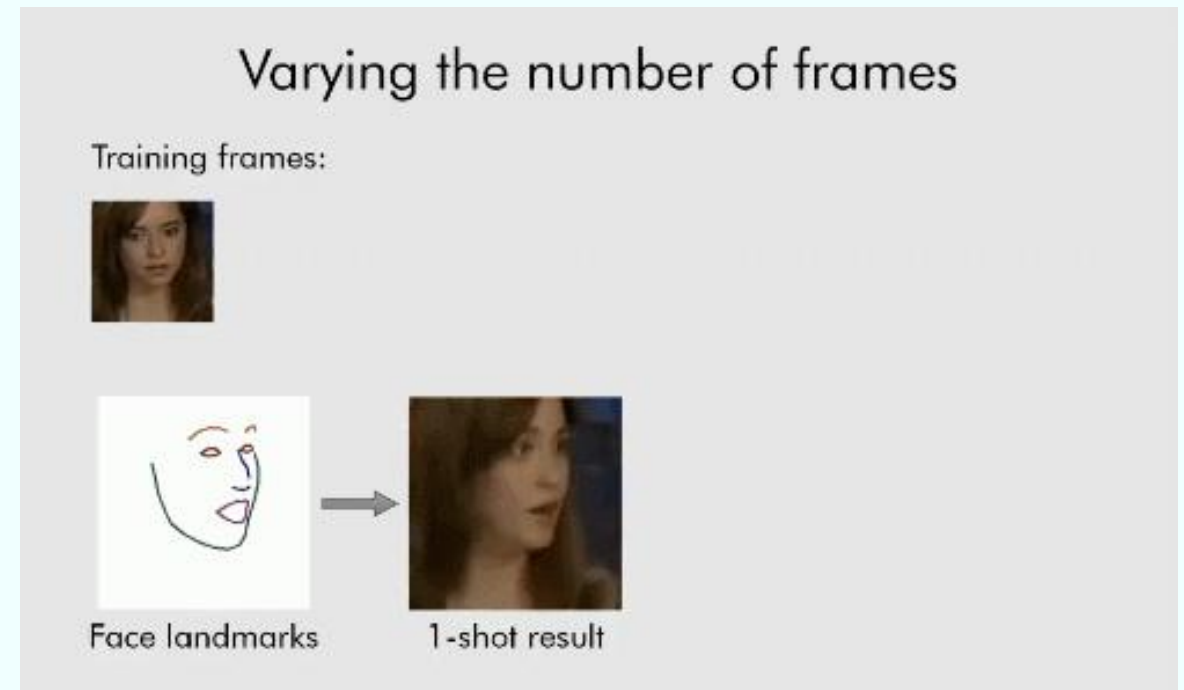 Varying the number of frames
Training frames:
Face landmarks
1-shot result